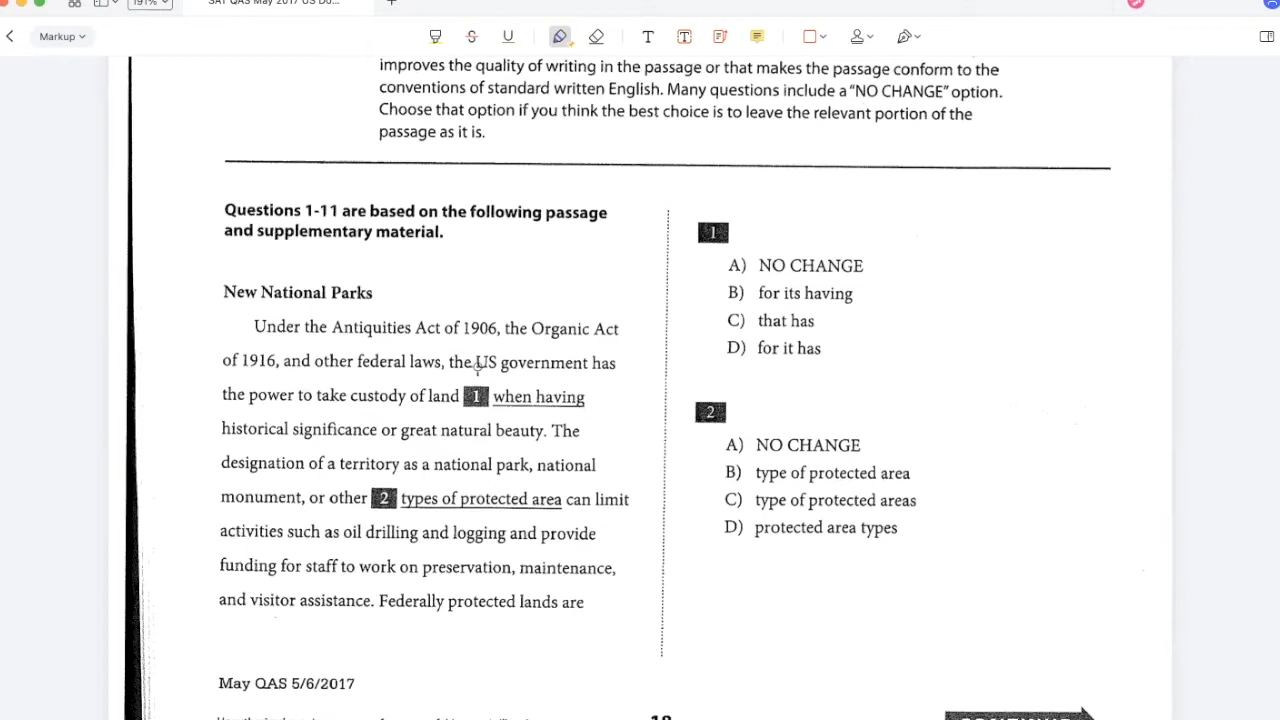 191%
SAT QAS May 2017 US Do...
Markup
improves the quality of writing in the passage or that makes the passage conform to the
conventions of standard written English. Many questions include a "NO CHANGE" option.
Choose that option if you think the best choice is to leave the relevant portion of the
passage as it is.
Questions 1-11 are based on the following passage
and supplementary material.
New National Parks
Under the Antiquities Act of 1906, the Organic Act
of 1916, and other federal laws, the US government has
the power to take custody of land 1 when having
historical significance or great natural beauty. The
designation of a territory as a national park, national
monument, or other 2 types of protected area can limit
activities such as oil drilling and logging and provide
funding for staff to work on preservation, maintenance,
and visitor assistance. Federally protected lands are
1
A) NO CHANGE
B) for its having
C) that has
D) for it has
2
A) NO CHANGE
B) type of protected area
C) type of protected areas
D) protected area types
May QAS 5/6/2017
18